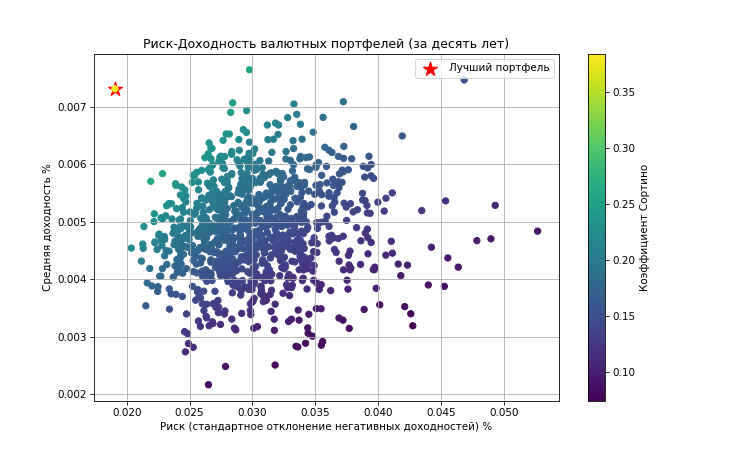 Риск-Доходность валютных портфелей (за десять лет)
Лучший портфель
0.007
0.006
0.005
0.004
0.003
0.002
Средняя доходность %
0.020 0.025 0.030 0.035 0.040 0.045 0.050
Риск (стандартное отклонение негативных доходностей) %
0.35
0.30
0.25
0.20
0.15
0.10
Коэффициент Сортино